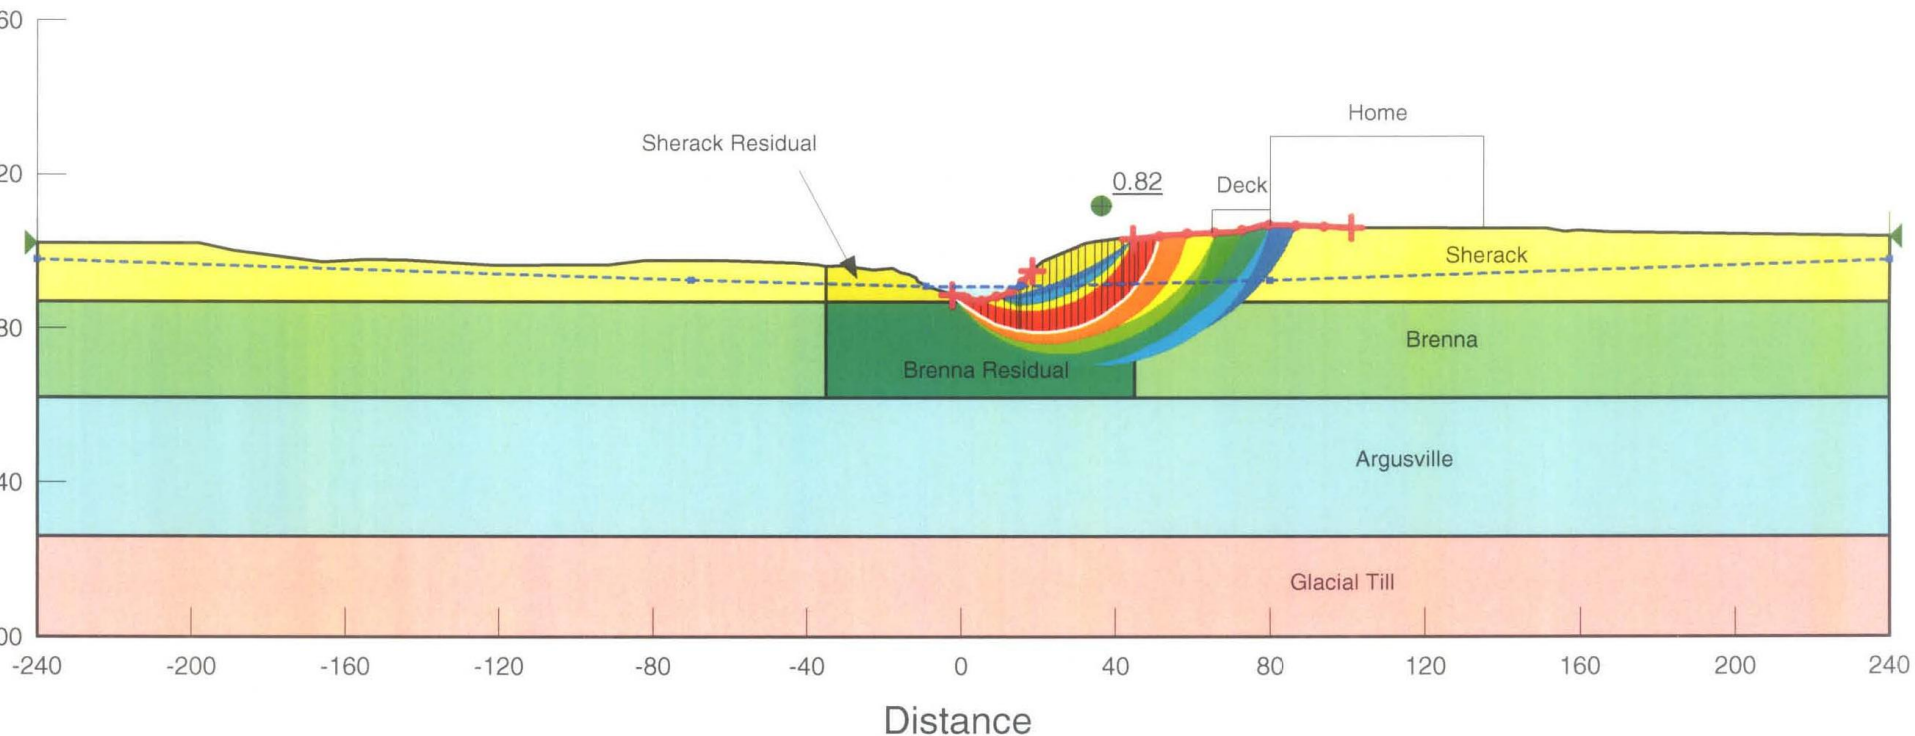 60
Home
Sherack Residual
20
0.82
Deck
Sherack
80
Brenna
Brenna Residual
Argusville
40
Glacial Till
00
-240 -200 -160 -120 -80 -40 0 40 80 120 160 200 240
Distance